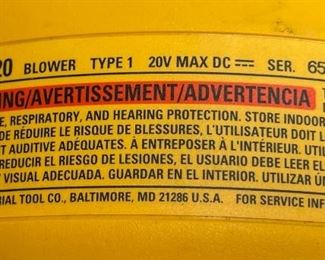 20 BLOWER TYPE 1 20V MAX DC SER. 65
ING/AVERTISSEMENT/ADVERTENCIA
E, RESPIRATORY, AND HEARING PROTECTION. STORE INDOOR
DE RÉDUIRE LE RISQUE DE BLESSURES, L'UTILISATEUR DOIT L
T AUDITIVE ADÉQUATES. À ENTREPOSER À L'INTÉRIEUR. UTIL
REDUCIR EL RIESGO DE LESIONES, EL USUARIO DEBE LEER EL
Y VISUAL ADECUADA. GUARDAR EN EL INTERIOR. UTILIZAR ÚN
RIAL TOOL CO., BALTIMORE, MD 21286 U.S.A. FOR SERVICE INF